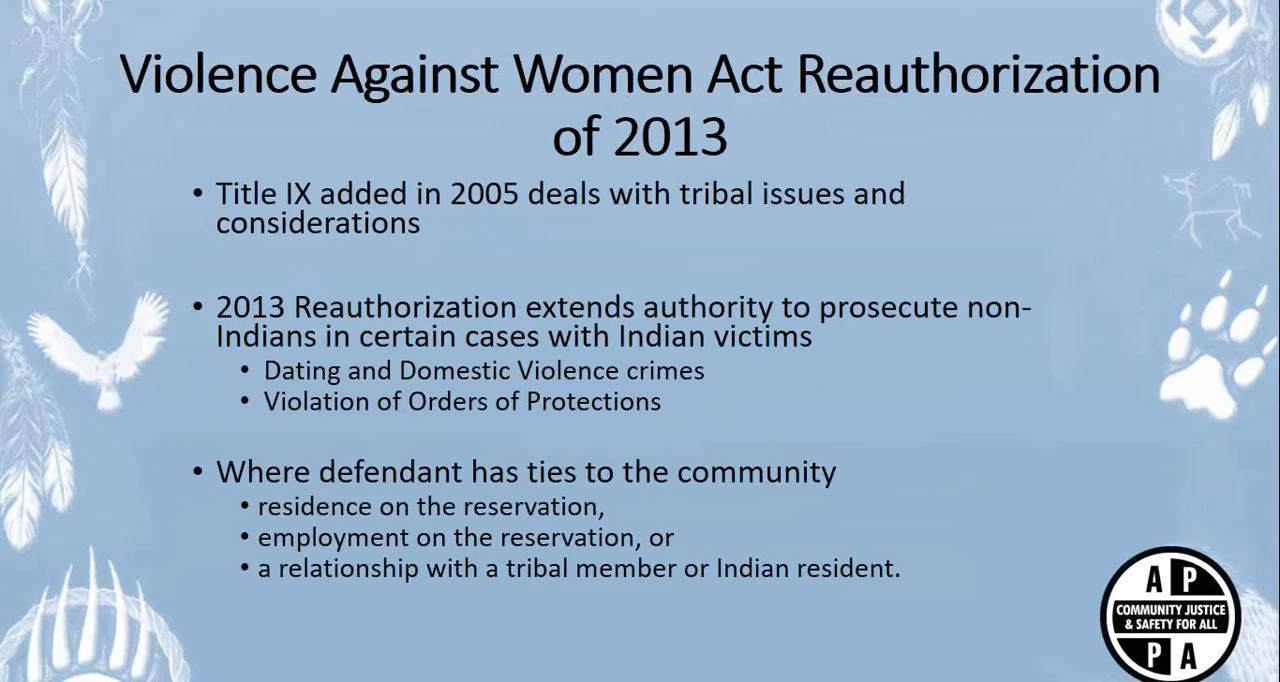 Violence Against Women Act Reauthorization
of 2013
• Title IX added in 2005 deals with tribal issues and
considerations
• 2013 Reauthorization extends authority to prosecute non-
Indians in certain cases with Indian victims
• Dating and Domestic Violence crimes
• Violation of Orders of Protections
• Where defendant has ties to the community
• residence on the reservation,
• employment on the reservation, or
• a relationship with a tribal member or Indian resident.
A P
COMMUNITY JUSTICE
& SAFETY FOR ALL
P A